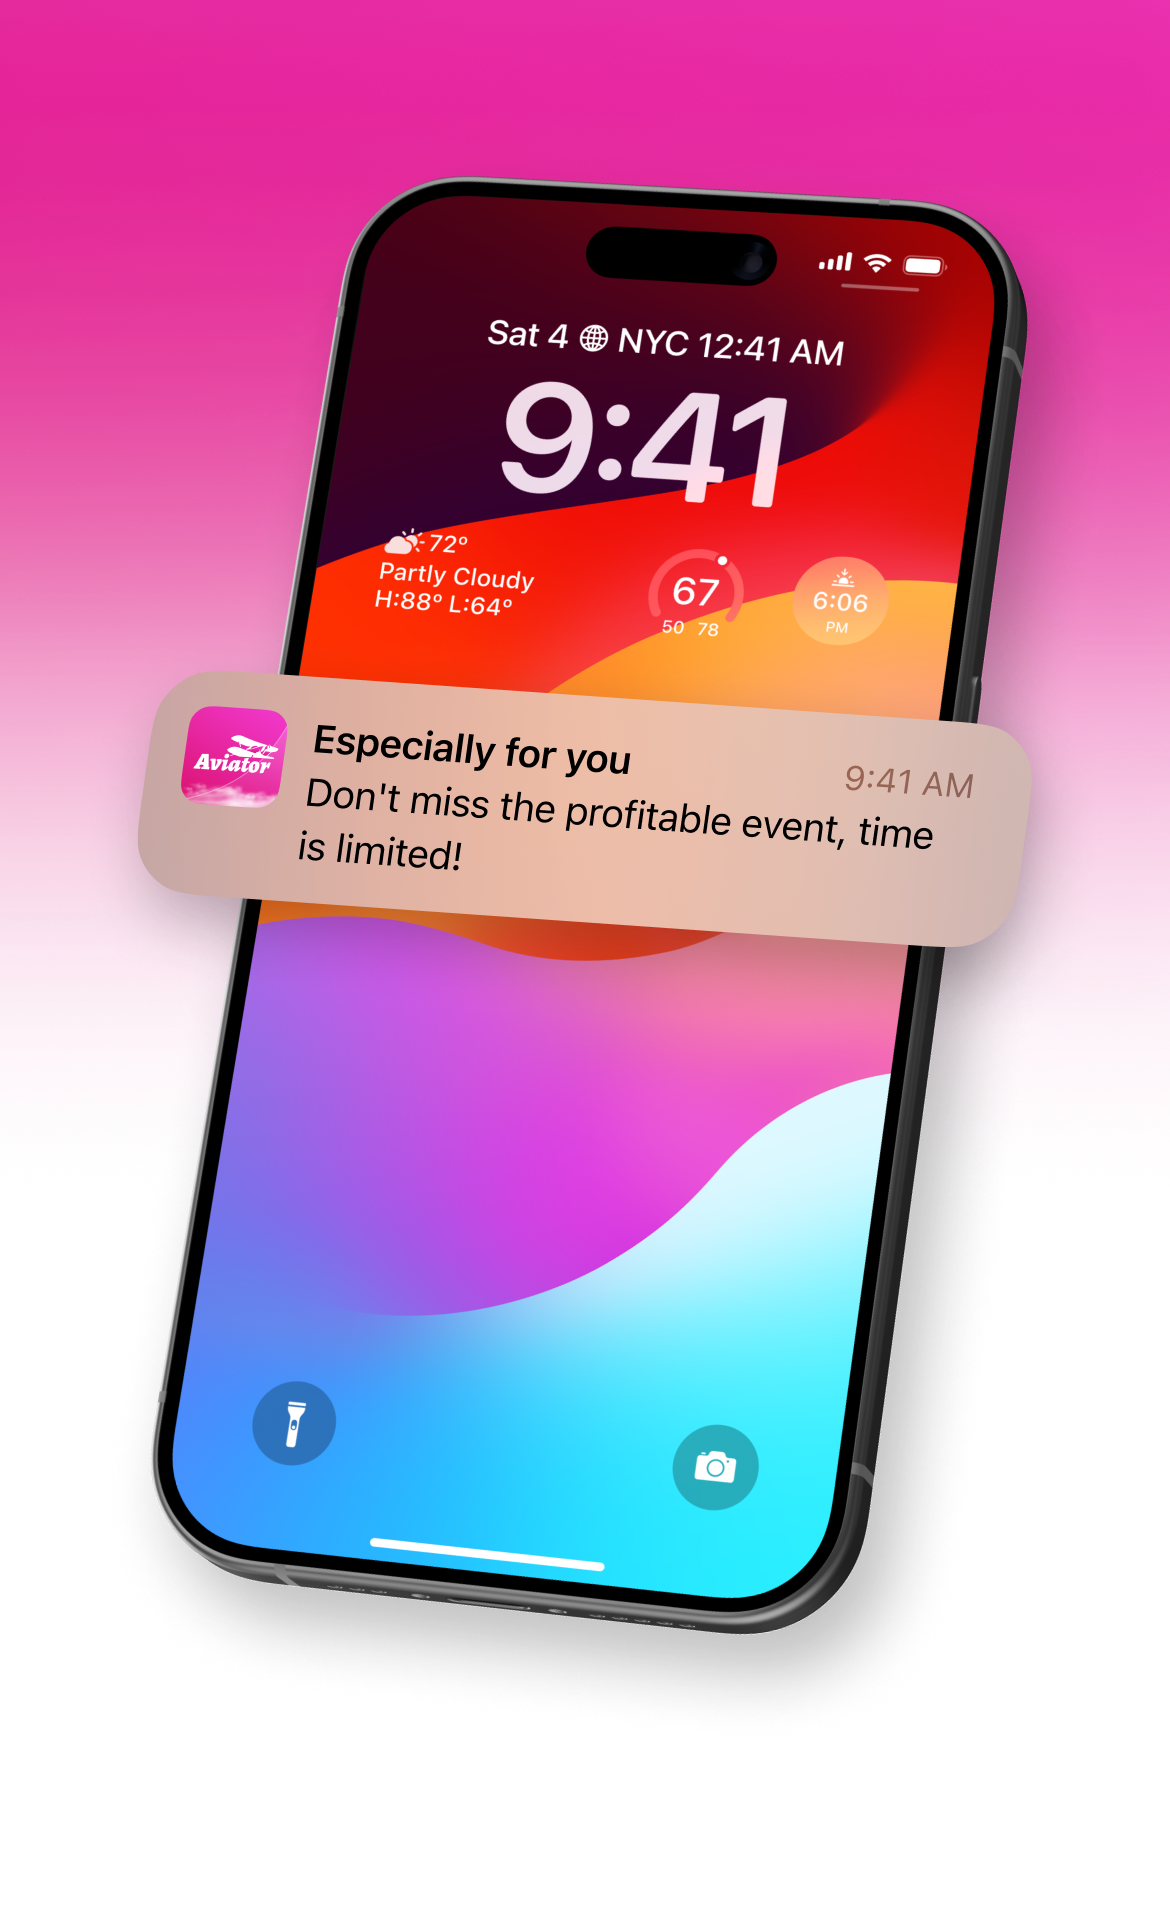 Sat 4 NYC 12:41 AM
9:41
72°
Partly Cloudy
H:88° L:64°
67
50 78
6:06
PM
Aviator
Especially for you
9:41 AM
Don't miss the profitable event, time
is limited!